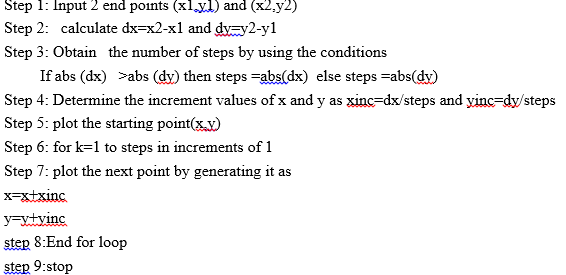 Step 1: Input 2 end points (x1,y1) and (x2,y2)
Step 2: calculate dx=x2-x1 and dy=y2-y1
Step 3: Obtain the number of steps by using the conditions
If abs (dx) >abs (dy) then steps =abs(dx) else steps =abs(dy)
Step 4: Determine the increment values of x and y as xinc=dx/steps and yinc=dy/steps
Step 5: plot the starting point(x,y)
Step 6: for k=1 to steps in increments of 1
Step 7: plot the next point by generating it as
x=x+xinc
y=y+yinc
step 8:End for loop
step 9:stop